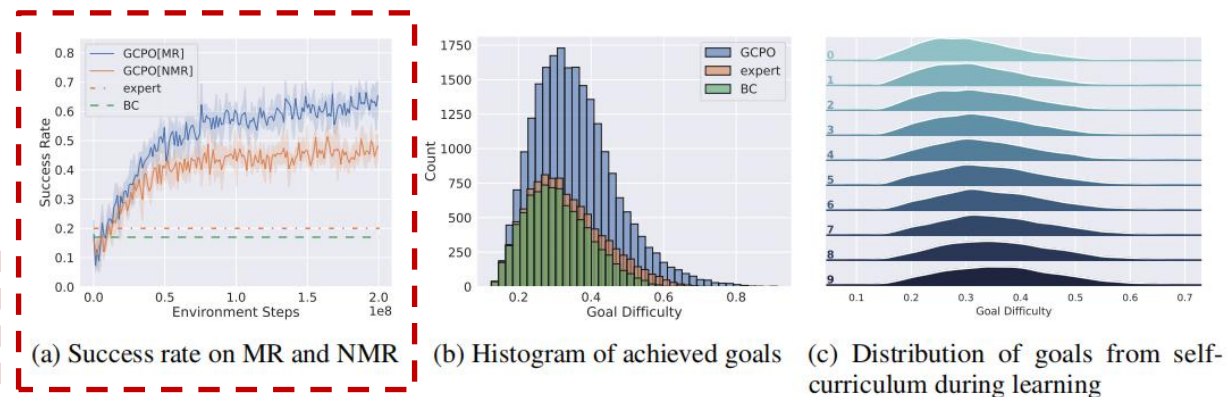 0.8
0.7
0.6
0.5
0.4
0.3
0.2
0.1
0.0
Success Rate
GCPO[MR]
GCPO[NMR]
expert
BC
0.0 0.5 1.0 1.5 2.0
1e8
Environment Steps
(a) Success rate on MR and NMR
1750
1500
1250
1000
750
500
250
0
Count
GCPO
expert
BC
0.2 0.4 0.6 0.8
Goal Difficulty
(b) Histogram of achieved goals
0
1
2
3
4
5
6
7
8
9
0.1 0.2 0.3 0.4 0.5 0.6 0.7
Goal Difficulty
(c) Distribution of goals from self-
curriculum during learning